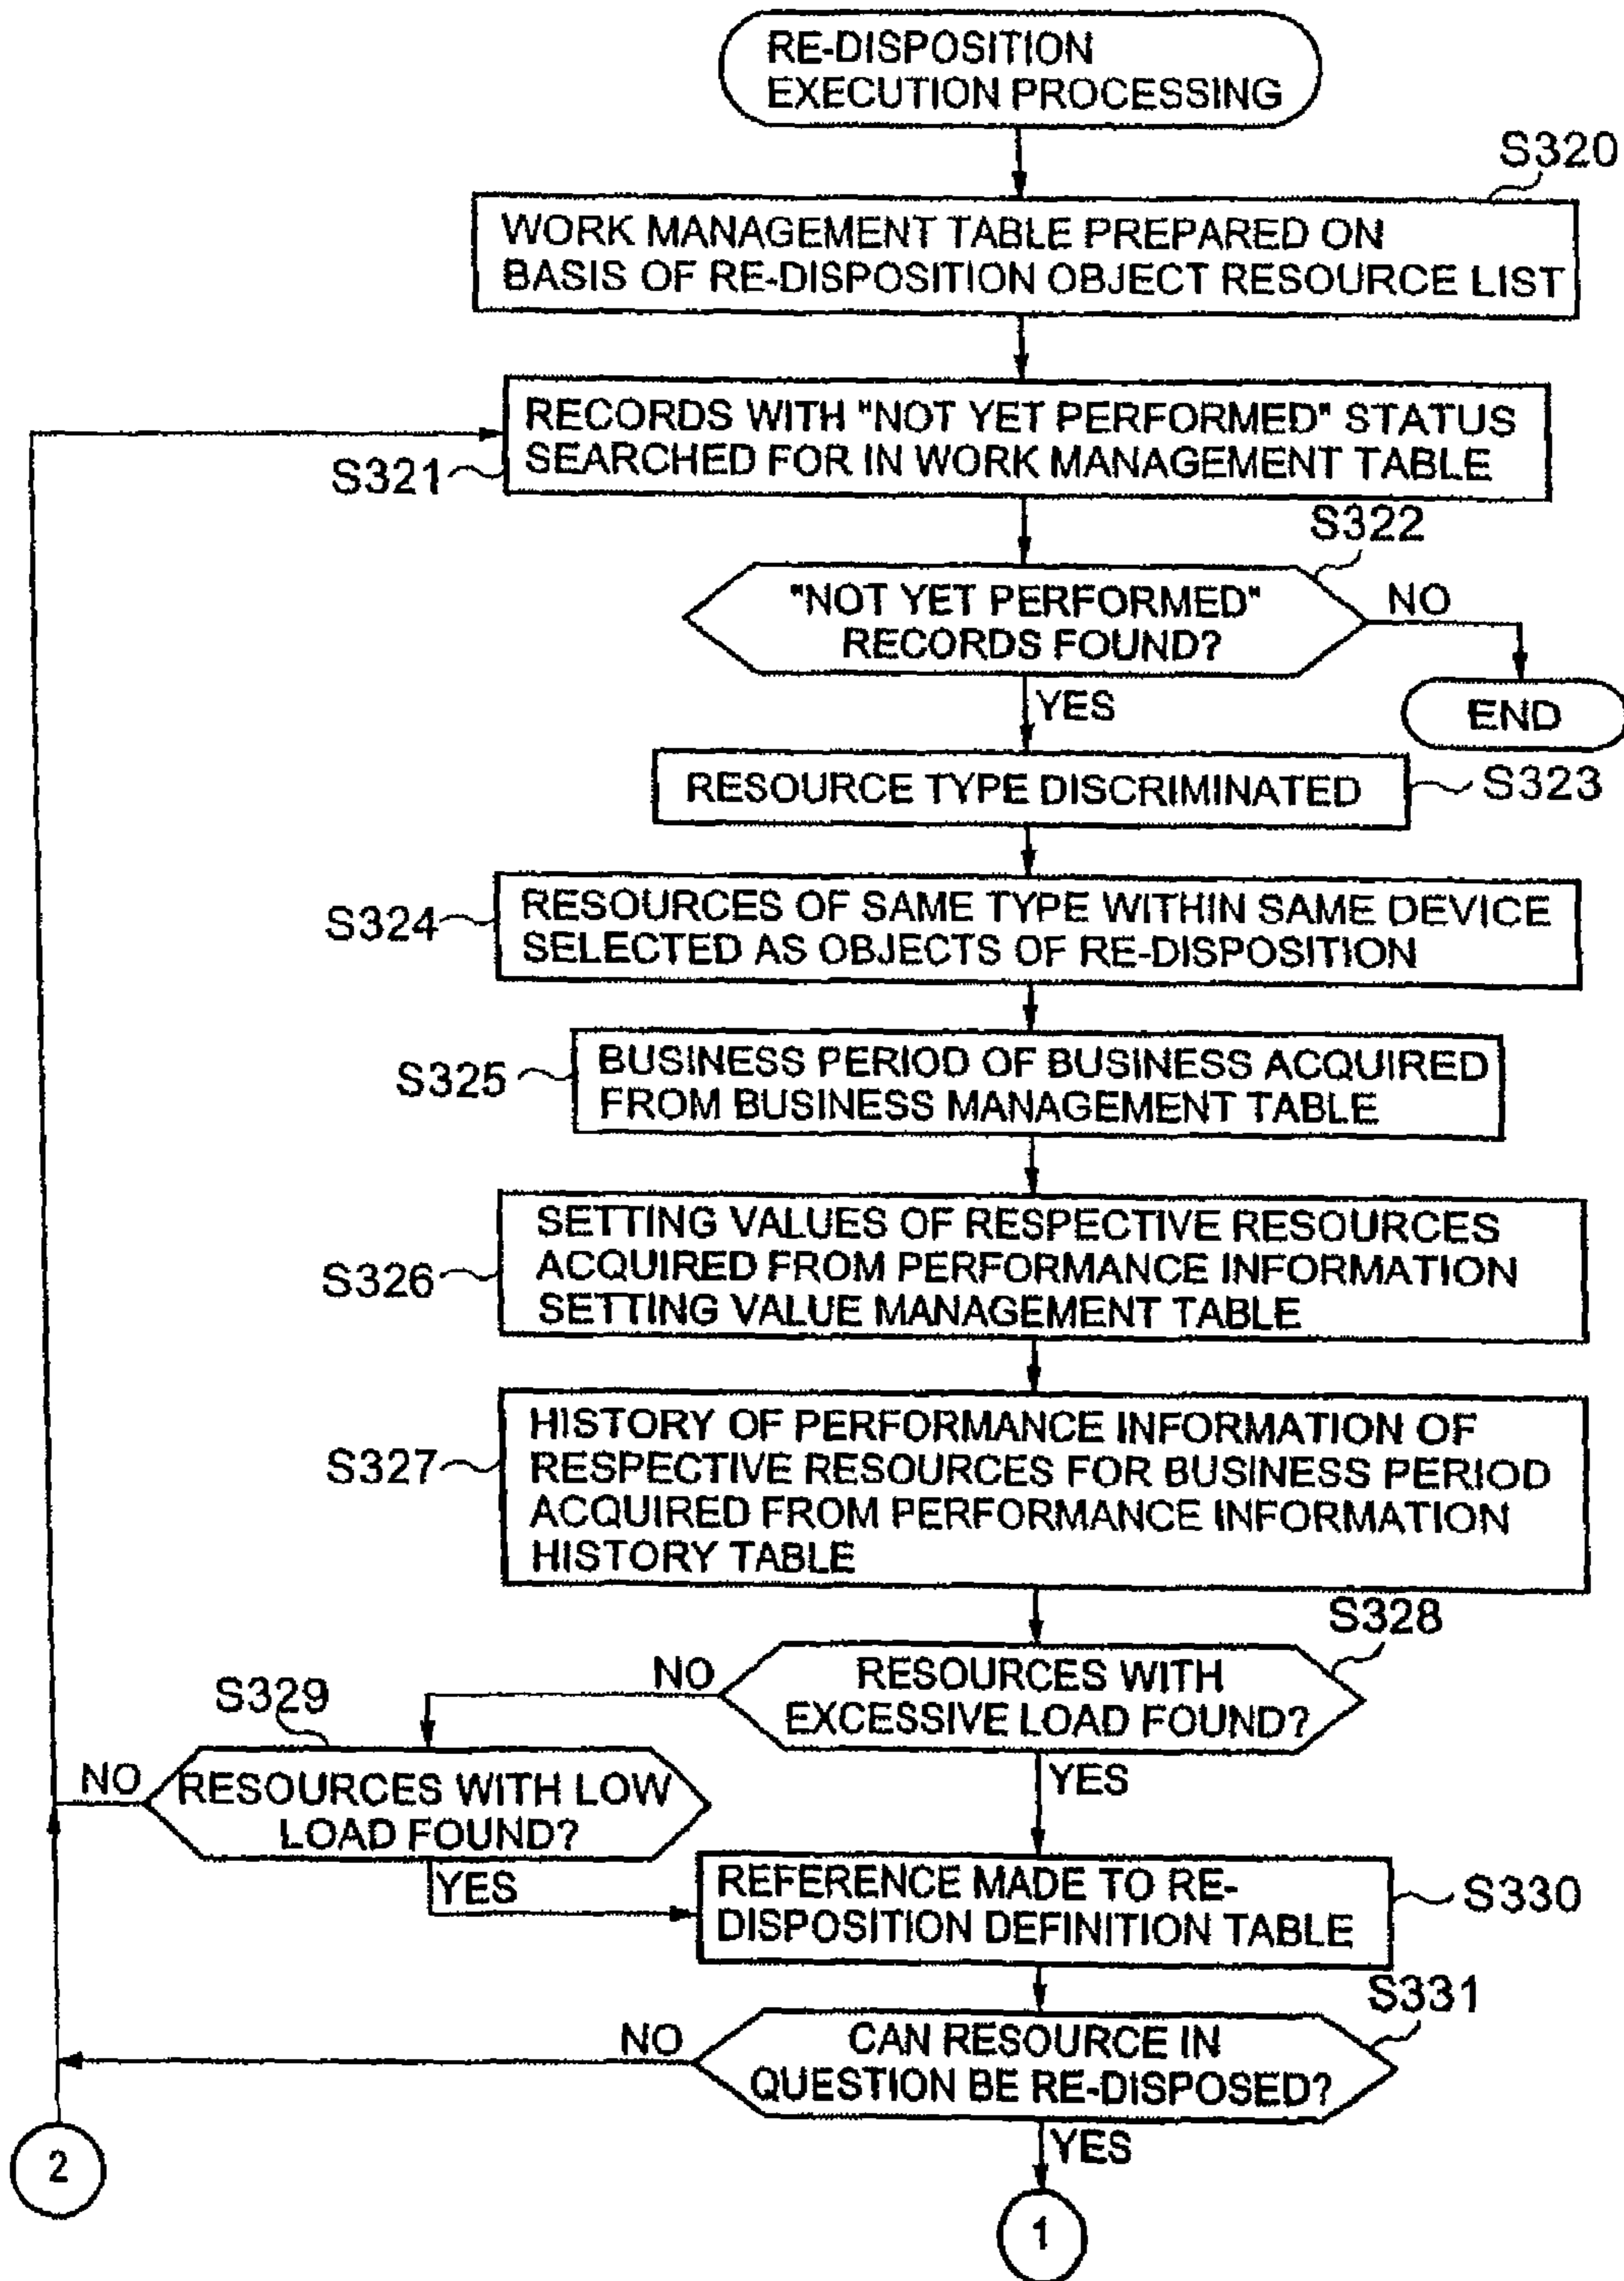 RE-DISPOSITION
EXECUTION PROCESSING
S320
WORK MANAGEMENT TABLE PREPARED ON
BASIS OF RE-DISPOSITION OBJECT RESOURCE LIST
RECORDS WITH "NOT YET PERFORMED" STATUS
SEARCHED FOR IN WORK MANAGEMENT TABLE
S321
S322
"NOT YET PERFORMED"
RECORDS FOUND?
NO
YES
END
RESOURCE TYPE DISCRIMINATED
S323
S324
RESOURCES OF SAME TYPE WITHIN SAME DEVICE
SELECTED AS OBJECTS OF RE-DISPOSITION
S325
BUSINESS PERIOD OF BUSINESS ACQUIRED
FROM BUSINESS MANAGEMENT TABLE
S326
SETTING VALUES OF RESPECTIVE RESOURCES
ACQUIRED FROM PERFORMANCE INFORMATION
SETTING VALUE MANAGEMENT TABLE
S327
HISTORY OF PERFORMANCE INFORMATION OF
RESPECTIVE RESOURCES FOR BUSINESS PERIOD
ACQUIRED FROM PERFORMANCE INFORMATION
HISTORY TABLE
S328
RESOURCES WITH
EXCESSIVE LOAD FOUND?
NO
YES
S329
RESOURCES WITH LOW
LOAD FOUND?
NO
YES
REFERENCE MADE TO RE-
DISPOSITION DEFINITION TABLE
S330
S331
CAN RESOURCE IN
QUESTION BE RE-DISPOSED?
NO
YES
2
1